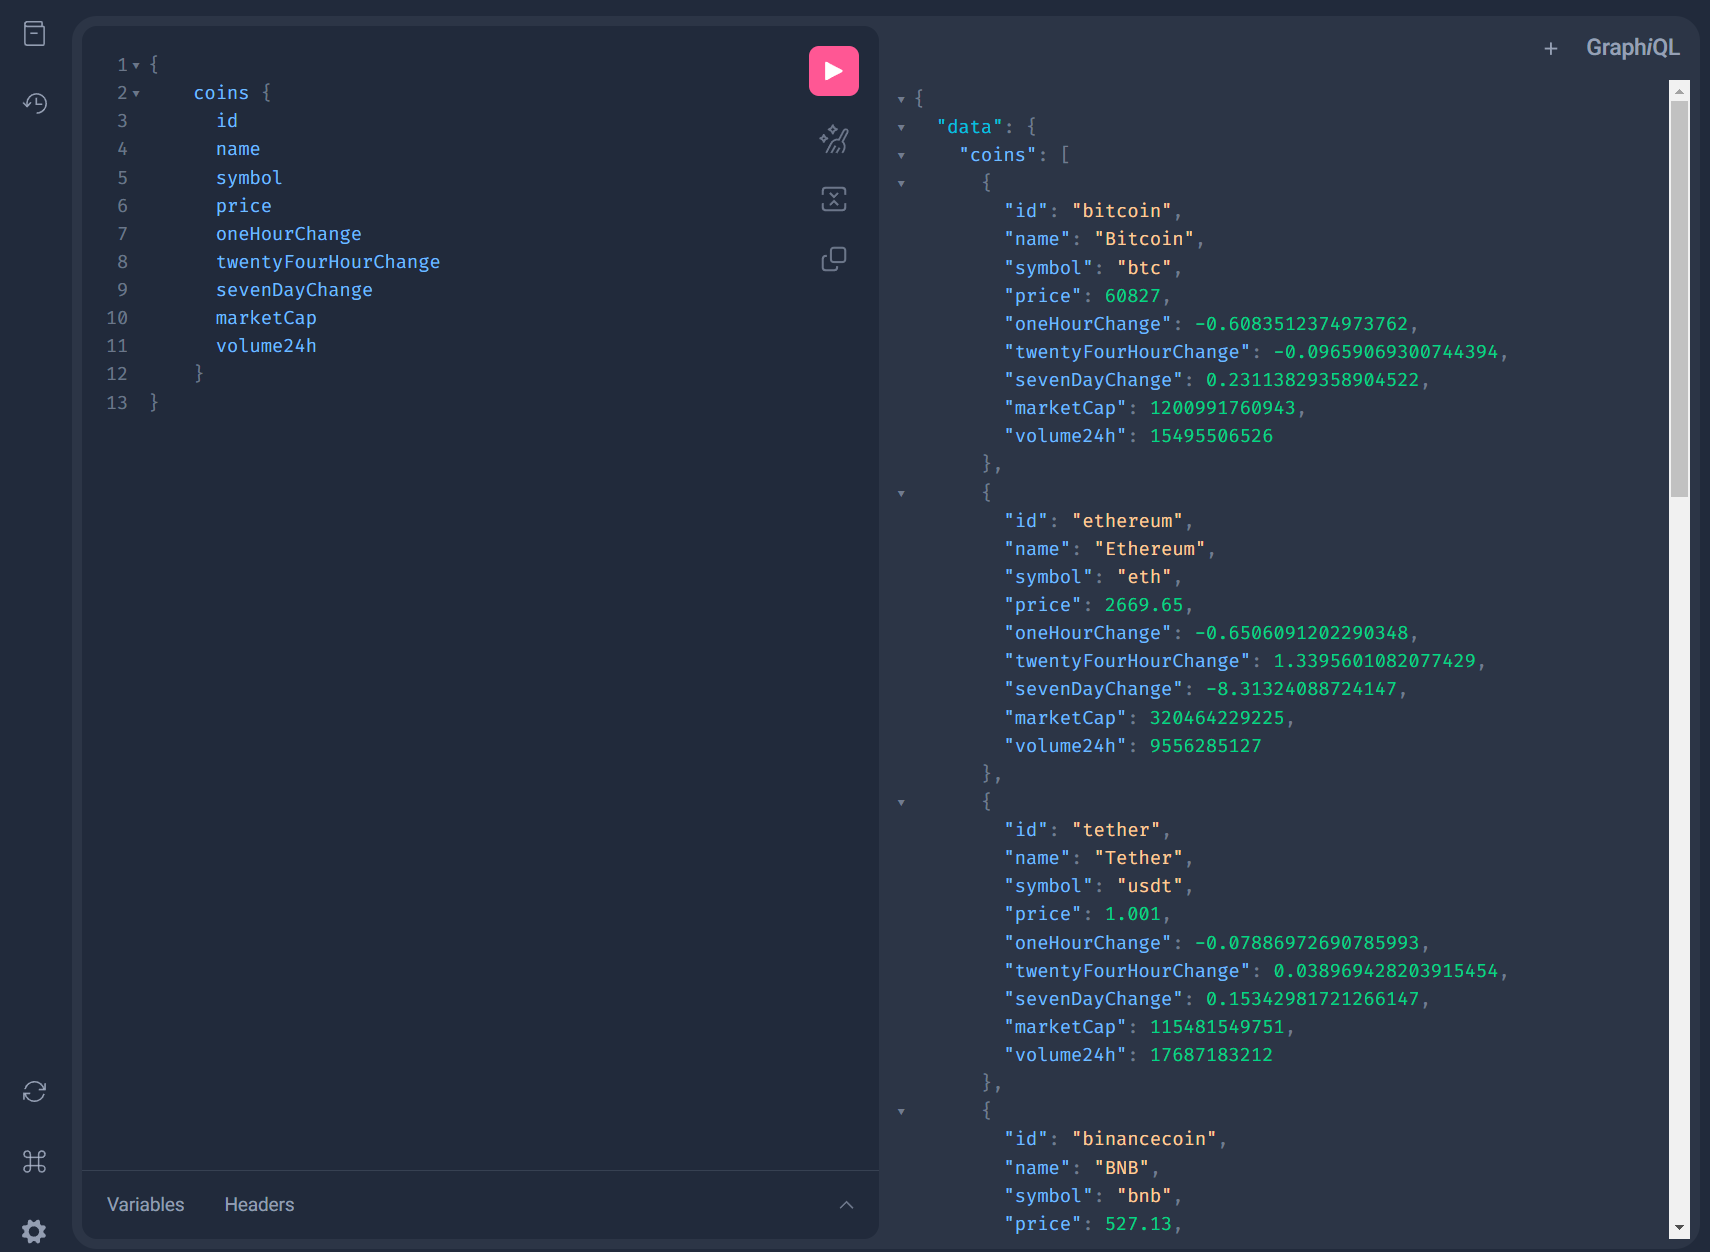 1 {
2 coins {
3 id
4 name
5 symbol
6 price
7 oneHourChange
8 twentyFourHourChange
9 sevenDayChange
10 marketCap
11 volume24h
12 }
13 }
Variables Headers
+ GraphiQL
{
"data": {
"coins": [
{
"id": "bitcoin",
"name": "Bitcoin",
"symbol": "btc",
"price": 60827,
"oneHourChange": -0.6083512374973762,
"twentyFourHourChange": -0.09659069300744394,
"sevenDayChange": 0.23113829358904522,
"marketCap": 1200991760943,
"volume24h": 15495506526
},
{
"id": "ethereum",
"name": "Ethereum",
"symbol": "eth",
"price": 2669.65,
"oneHourChange": -0.6506091202290348,
"twentyFourHourChange": 1.3395601082077429,
"sevenDayChange": -8.31324088724147,
"marketCap": 320464229225,
"volume24h": 9556285127
},
{
"id": "tether",
"name": "Tether",
"symbol": "usdt",
"price": 1.001,
"oneHourChange": -0.07886972690785993,
"twentyFourHourChange": 0.038969428203915454,
"sevenDayChange": 0.15342981721266147,
"marketCap": 115481549751,
"volume24h": 17687183212
},
{
"id": "binancecoin",
"name": "BNB",
"symbol": "bnb",
"price": 527.13,